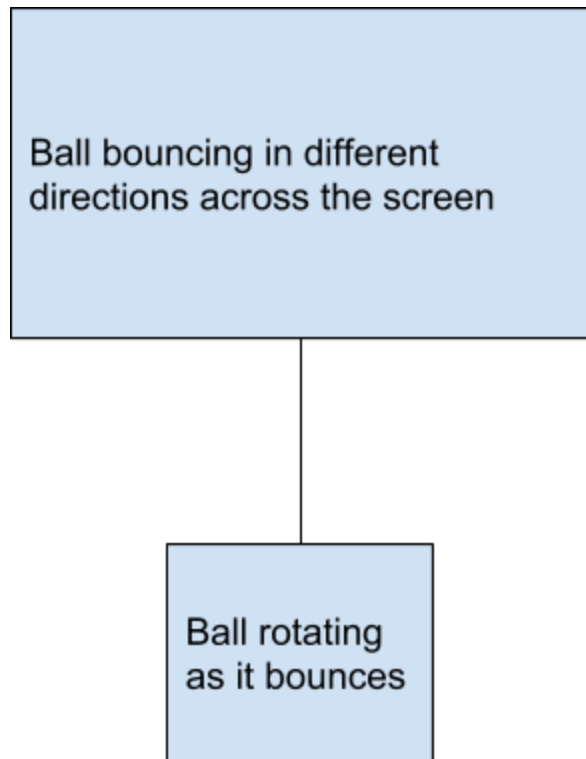 Ball bouncing in different
directions across the screen
Ball rotating
as it bounces